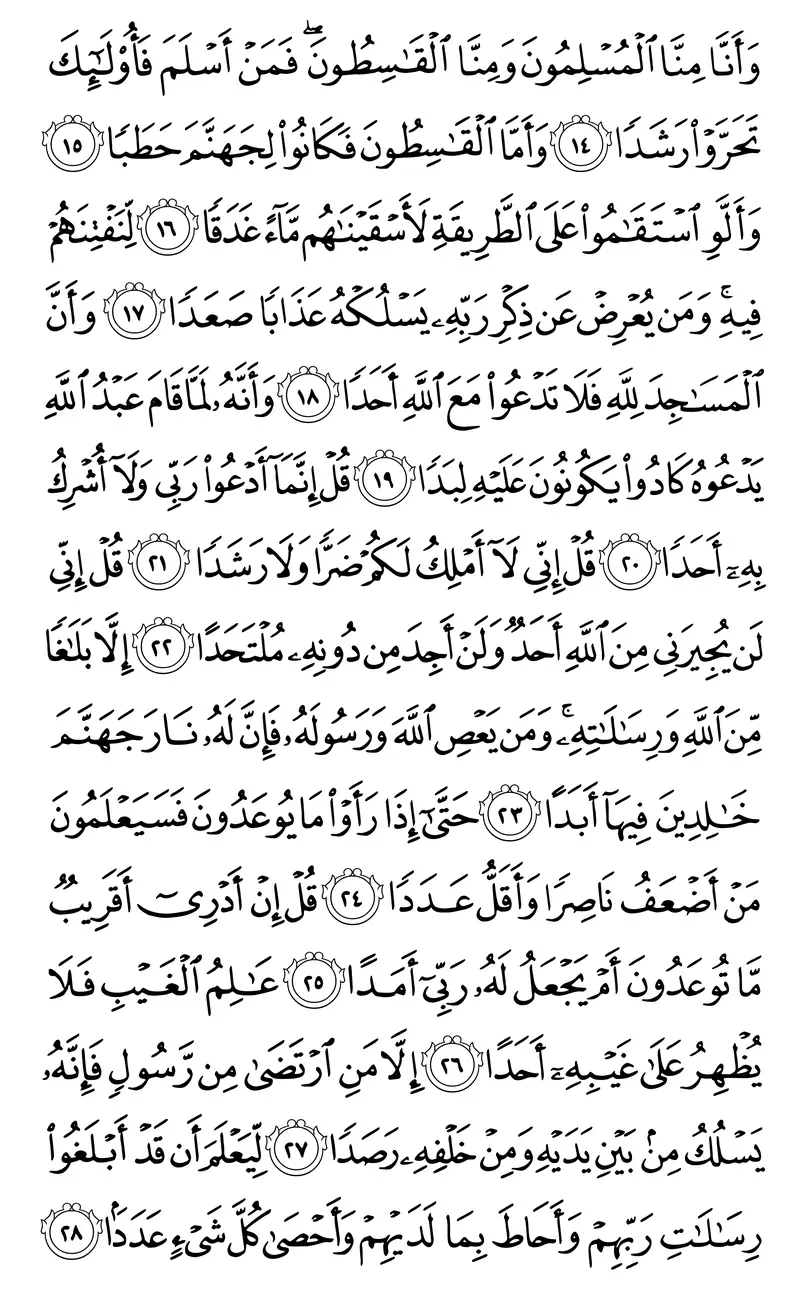 وَأَنَّا مِنَّا ٱلْمُسْلِمُونَ وَمِنَّا ٱلْقَٰسِطُونَۖ فَمَنْ أَسْلَمَ فَأُو۟لَٰٓئِكَ
تَحَرَّوْا۟ رَشَدًا ١٤ وَأَمَّا ٱلْقَٰسِطُونَ فَكَانُوا۟ لِجَهَنَّمَ حَطَبًا ١٥
وَأَلَّوِ ٱسْتَقَٰمُوا۟ عَلَى ٱلطَّرِيقَةِ لَأَسْقَيْنَٰهُم مَّآءً غَدَقًا ١٦ لِّنَفْتِنَهُمْ
فِيهِۚ وَمَن يُعْرِضْ عَن ذِكْرِ رَبِّهِۦ يَسْلُكْهُ عَذَابًا صَعَدًا ١٧ وَأَنَّ
ٱلْمَسَٰجِدَ لِلَّهِ فَلَا تَدْعُوا۟ مَعَ ٱللَّهِ أَحَدًا ١٨ وَأَنَّهُۥ لَمَّا قَامَ عَبْدُ ٱللَّهِ
يَدْعُوهُ كَادُوا۟ يَكُونُونَ عَلَيْهِ لِبَدًا ١٩ قُلْ إِنَّمَآ أَدْعُوا۟ رَبِّى وَلَآ أُشْرِكُ
بِهِۦٓ أَحَدًا ٢٠ قُلْ إِنِّى لَآ أَمْلِكُ لَكُمْ ضَرًّا وَلَا رَشَدًا ٢١ قُلْ إِنِّى
لَن يُجِيرَنِى مِنَ ٱللَّهِ أَحَدٌ وَلَنْ أَجِدَ مِن دُونِهِۦ مُلْتَحَدًا ٢٢ إِلَّا بَلَٰغًا
مِّنَ ٱللَّهِ وَرِسَٰلَٰتِهِۦۚ وَمَن يَعْصِ ٱللَّهَ وَرَسُولَهُۥ فَإِنَّ لَهُۥ نَارَ جَهَنَّمَ
خَٰلِدِينَ فِيهَآ أَبَدًا ٢٣ حَتَّىٰٓ إِذَا رَأَوْا۟ مَا يُوعَدُونَ فَسَيَعْلَمُونَ
مَنْ أَضْعَفُ نَاصِرًا وَأَقَلُّ عَدَدًا ٢٤ قُلْ إِنْ أَدْرِىٓ أَقَرِيبٌ
مَّا تُوعَدُونَ أَمْ يَجْعَلُ لَهُۥ رَبِّىٓ أَمَدًا ٢٥ عَٰلِمُ ٱلْغَيْبِ فَلَا
يُظْهِرُ عَلَىٰ غَيْبِهِۦٓ أَحَدًا ٢٦ إِلَّا مَنِ ٱرْتَضَىٰ مِن رَّسُولٍ فَإِنَّهُۥ
يَسْلُكُ مِنۢ بَيْنِ يَدَيْهِ وَمِنْ خَلْفِهِۦ رَصَدًا ٢٧ لِّيَعْلَمَ أَن قَدْ أَبْلَغُوا۟
رِسَٰلَٰتِ رَبِّهِمْ وَأَحَاطَ بِمَا لَدَيْهِمْ وَأَحْصَىٰ كُلَّ شَىْءٍ عَدَدًۢا ٢٨